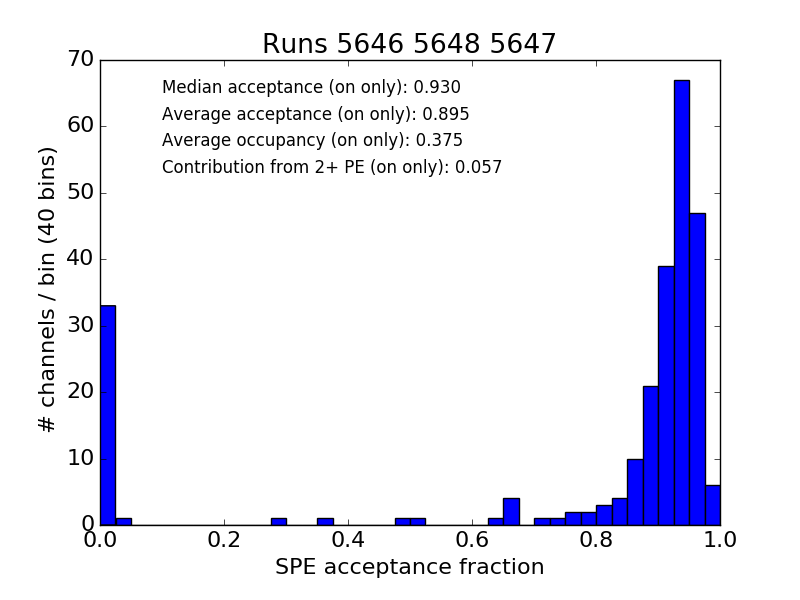 Runs 5646 5648 5647
70
60
50
40
30
20
10
0
# channels / bin (40 bins)
Median acceptance (on only): 0.930
Average acceptance (on only): 0.895
Average occupancy (on only): 0.375
Contribution from 2+ PE (on only): 0.057
0.0 0.2 0.4 0.6 0.8 1.0
SPE acceptance fraction